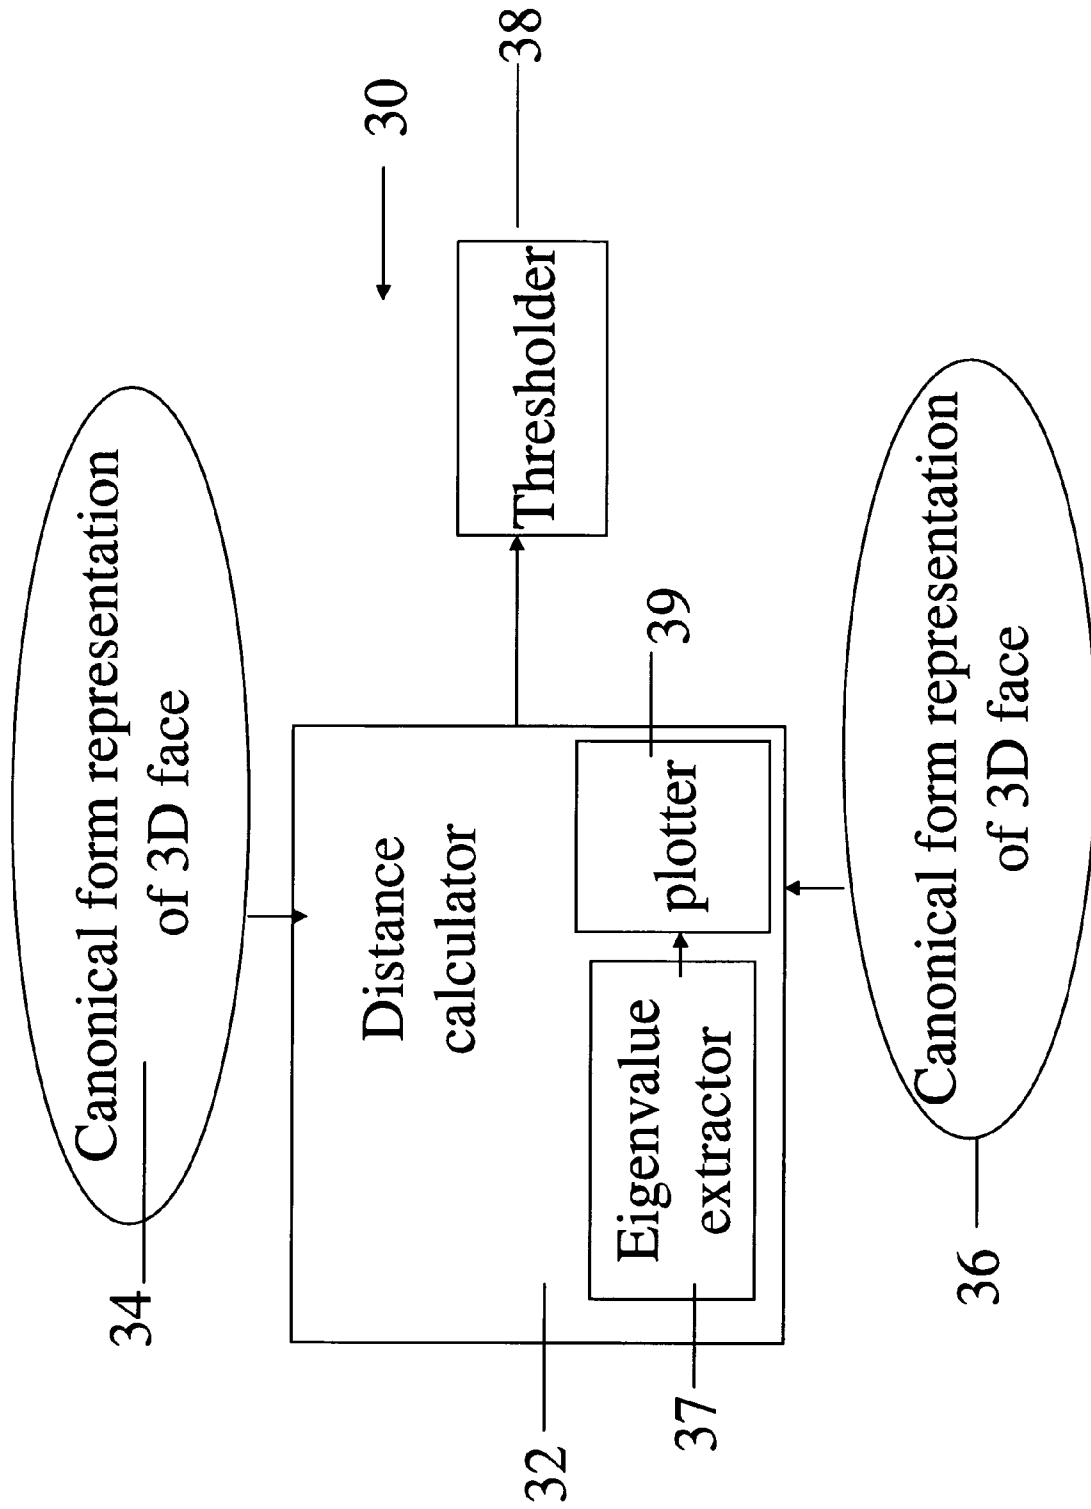 34
Canonical form representation
of 3D face
30
32
Distance
calculator
37
Eigenvalue
extractor
plotter
39
Thresholder
38
36
Canonical form representation
of 3D face